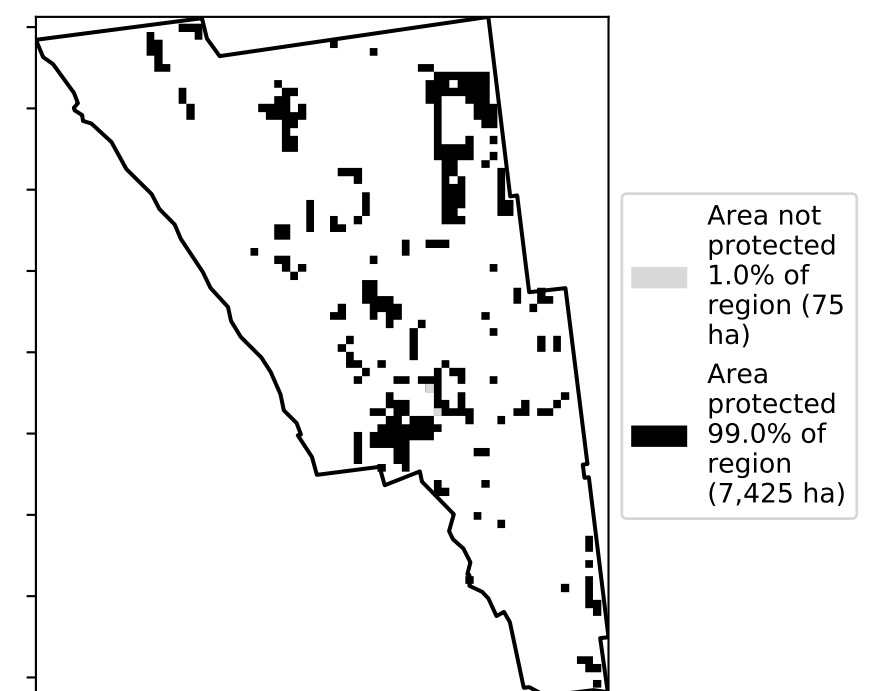 Area not
protected
1.0% of
region (75
ha)
Area
protected
99.0% of
region
(7,425 ha)